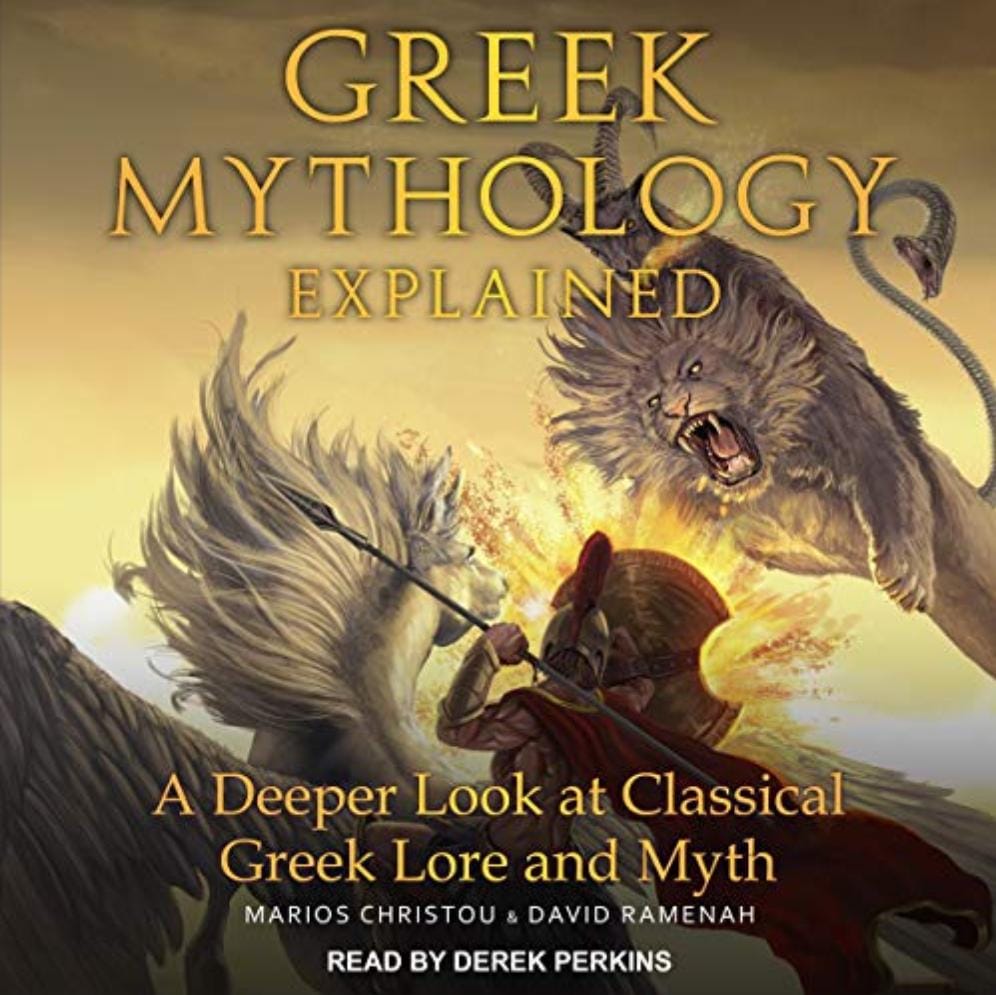 GREEK
MYTHOLOGY
EXPLAINED
A Deeper Look at Classical
Greek Lore and Myth
MARIOS CHRISTOU & DAVID RAMENAH
READ BY DEREK PERKINS